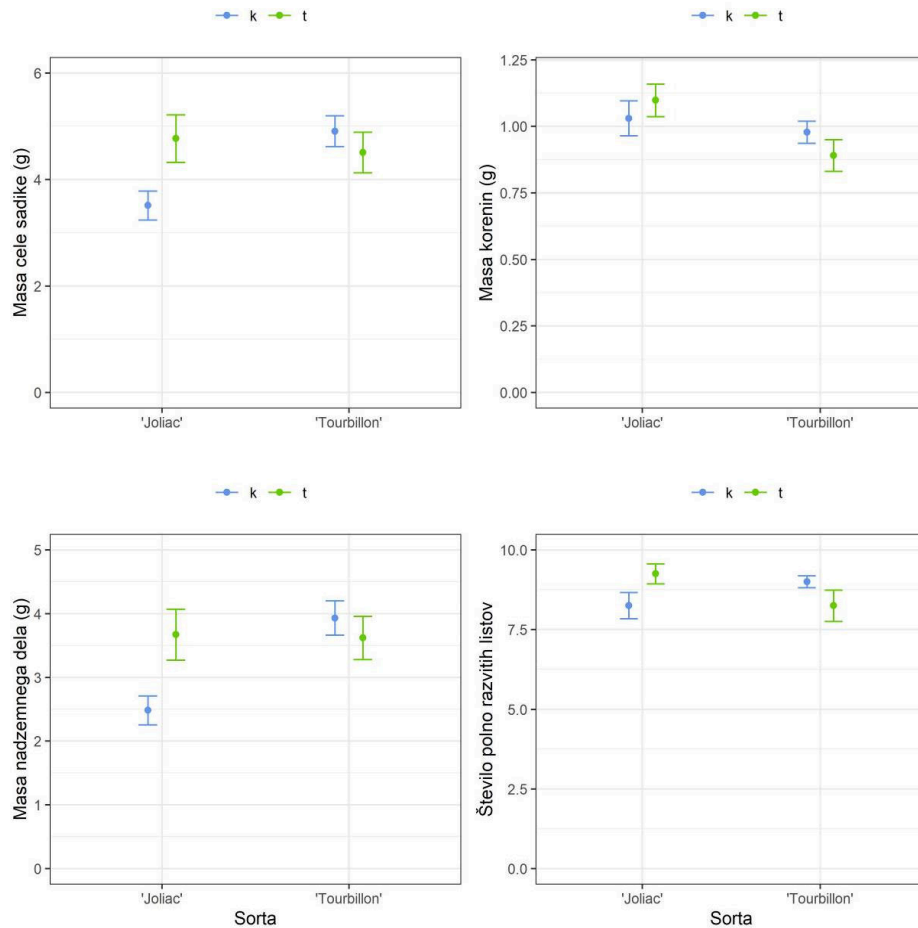 k t
Masa cele sadike (g)
6
4
2
0
'Joliac' 'Tourbillon'
k t
Masa korenin (g)
1.25
1.00
0.75
0.50
0.25
0.00
'Joliac' 'Tourbillon'
k t
Masa nadzemnega dela (g)
5
4
3
2
1
0
'Joliac' 'Tourbillon'
Sorta
k t
Število polno razvitih listov
10.0
7.5
5.0
2.5
0.0
'Joliac' 'Tourbillon'
Sorta